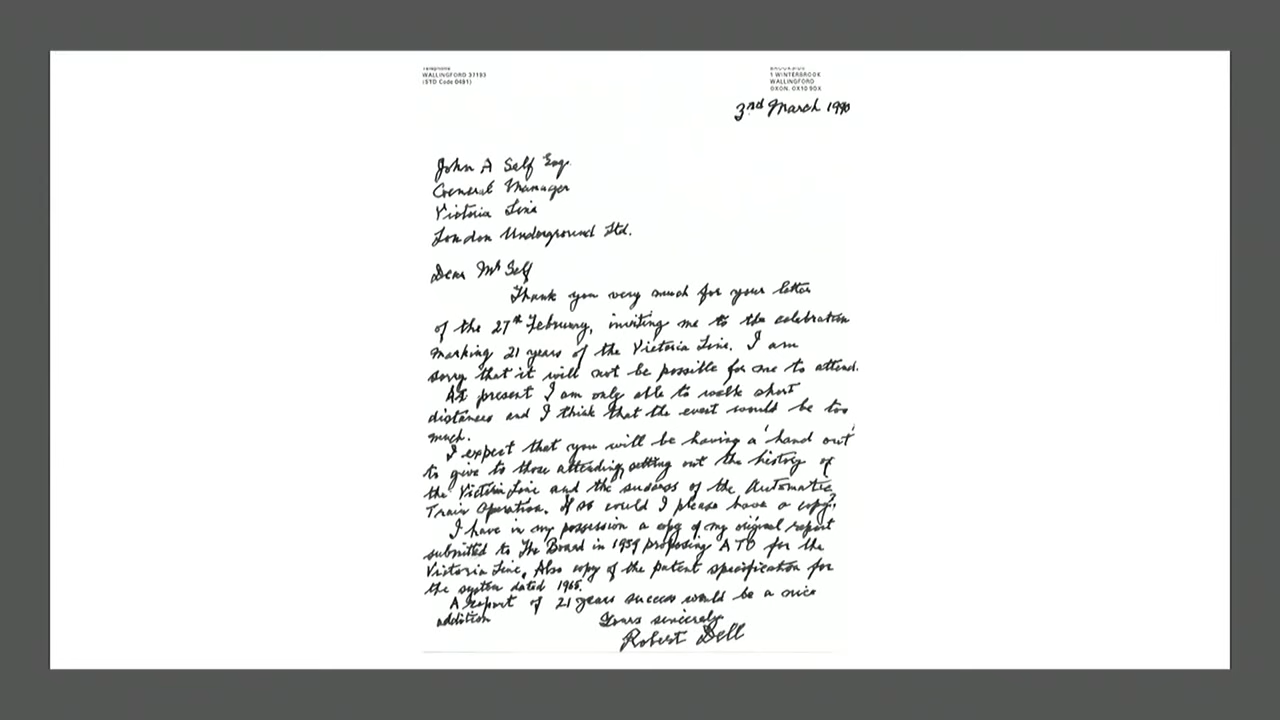 Telephone
WALLINGFORD 37193
(STD Code 0491)
BROOKSIDE
1 WINTERBROOK
WALLINGFORD
OXON. OX10 9DX
3rd March 1990
John A Self Esq.
General Manager
Victoria Line
London Underground Ltd.
Dear Mr Self
Thank you very much for your letter
of the 27th February, inviting me to the celebration
marking 21 years of the Victoria Line. I am
sorry that it will not be possible for me to attend.
At present I am only able to walk short
distances and I think that the event would be too
much.
I expect that you will be having a 'hand out'
to give to those attending, setting out the history of
the Victoria Line and the success of the Automatic
Train Operation. If so could I please have a copy?
I have in my possession a copy of my original report
submitted to The Board in 1959 proposing ATO for the
Victoria Line. Also copy of the patent specification for
the system dated 1965.
A report of 21 years success would be a nice
addition
Yours sincerely
Robert Dell